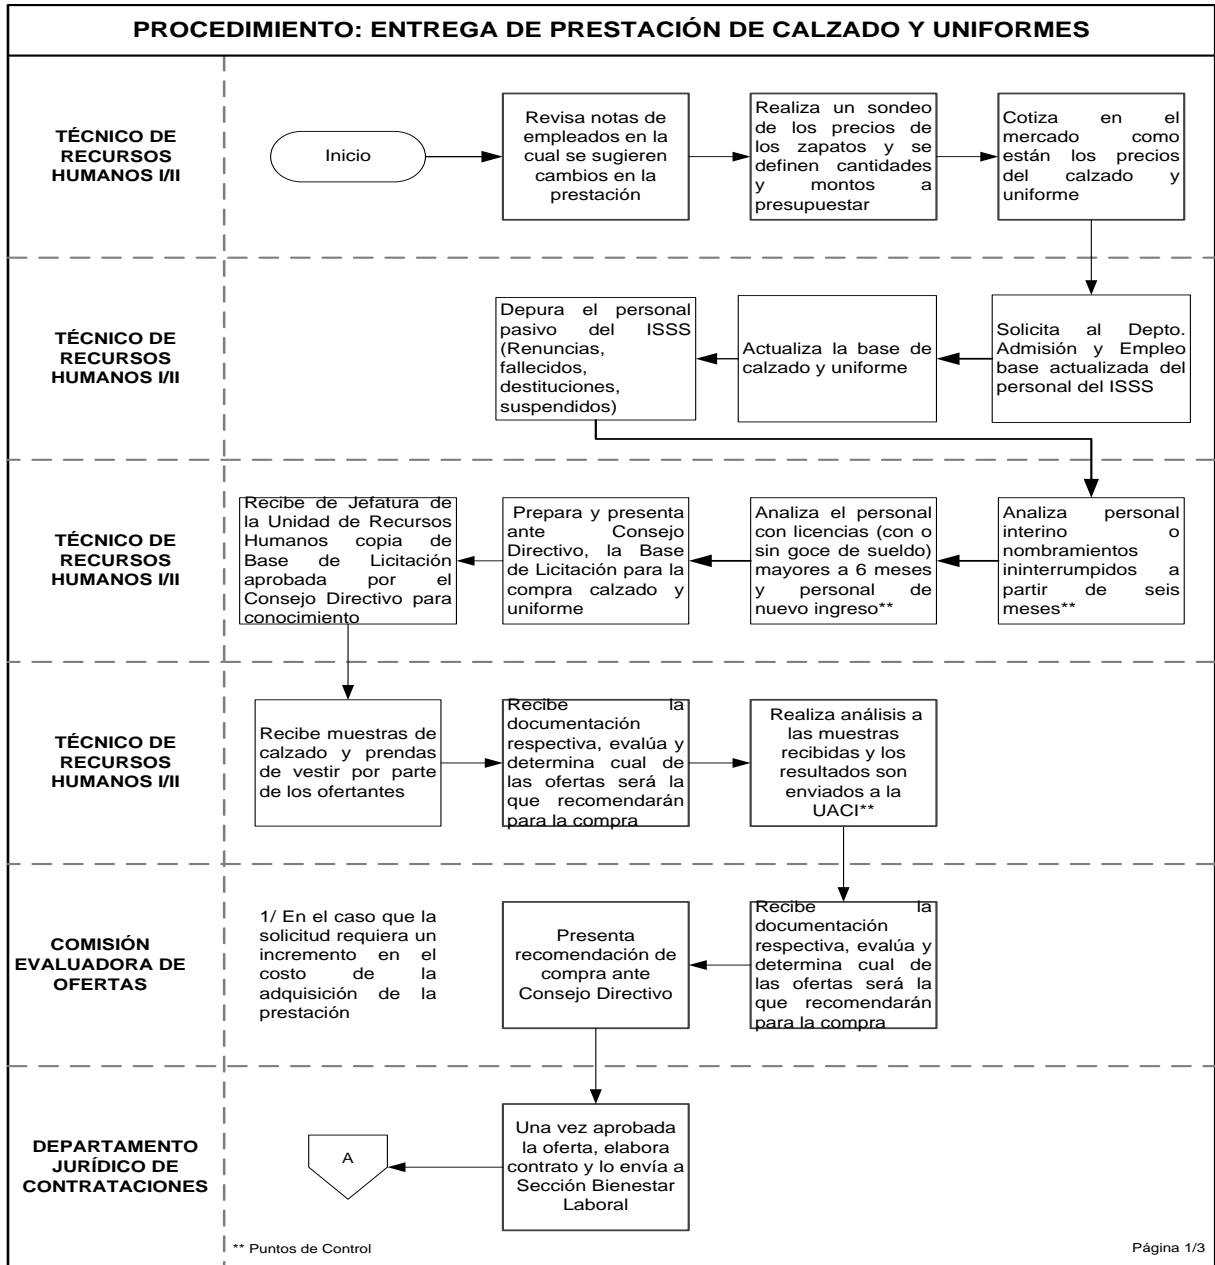 PROCEDIMIENTO: ENTREGA DE PRESTACIÓN DE CALZADO Y UNIFORMES
TÉCNICO DE
RECURSOS
HUMANOS I/II
Inicio
Revisa notas de
empleados en la
cual se sugieren
cambios en la
prestación
Realiza un sondeo
de los precios de
los zapatos y se
definen cantidades
y montos a
presupuestar
Cotiza en el
mercado como
están los precios
del calzado y
uniforme
TÉCNICO DE
RECURSOS
HUMANOS I/II
Depura el personal
pasivo del ISSS
(Renuncias,
fallecidos,
destituciones,
suspendidos)
Actualiza la base de
calzado y uniforme
Solicita al Depto.
Admisión y Empleo
base actualizada del
personal del ISSS
TÉCNICO DE
RECURSOS
HUMANOS I/II
Recibe de Jefatura de
la Unidad de Recursos
Humanos copia de
Base de Licitación
aprobada por el
Consejo Directivo para
conocimiento
Prepara y presenta
ante Consejo
Directivo, la Base
de Licitación para la
compra calzado y
uniforme
Analiza el personal
con licencias (con o
sin goce de sueldo)
mayores a 6 meses
y personal de
nuevo ingreso**
Analiza personal
interino o
nombramientos
ininterrumpidos a
partir de seis
meses**
TÉCNICO DE
RECURSOS
HUMANOS I/II
Recibe muestras de
calzado y prendas
de vestir por parte
de los ofertantes
Recibe la
documentación
respectiva, evalúa y
determina cual de
las ofertas será la
que recomendarán
para la compra
Realiza análisis a
las muestras
recibidas y los
resultados son
enviados a la
UACI**
COMISIÓN
EVALUADORA DE
OFERTAS
1/ En el caso que la
solicitud requiera un
incremento en el
costo de la
adquisición de la
prestación
Presenta
recomendación de
compra ante
Consejo Directivo
Recibe la
documentación
respectiva, evalúa y
determina cual de
las ofertas será la
que recomendarán
para la compra
DEPARTAMENTO
JURÍDICO DE
CONTRATACIONES
A
Una vez aprobada
la oferta, elabora
contrato y lo envía a
Sección Bienestar
Laboral
** Puntos de Control
Página 1/3